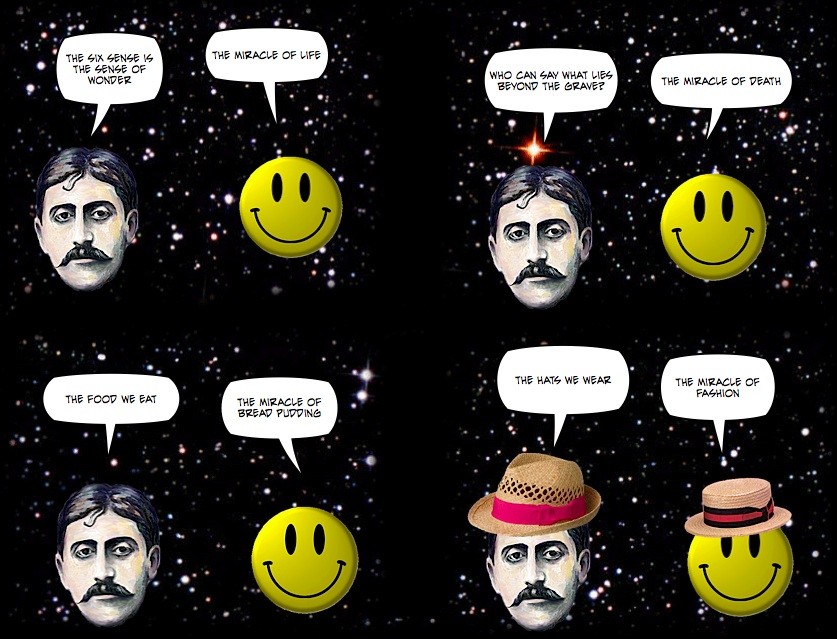 THE SIX SENSE IS
THE SENSE OF
WONDER
THE MIRACLE OF LIFE
WHO CAN SAY WHAT LIES
BEYOND THE GRAVE?
THE MIRACLE OF DEATH
THE FOOD WE EAT
THE MIRACLE OF
BREAD PUDDING
THE HATS WE WEAR
THE MIRACLE OF
FASHION